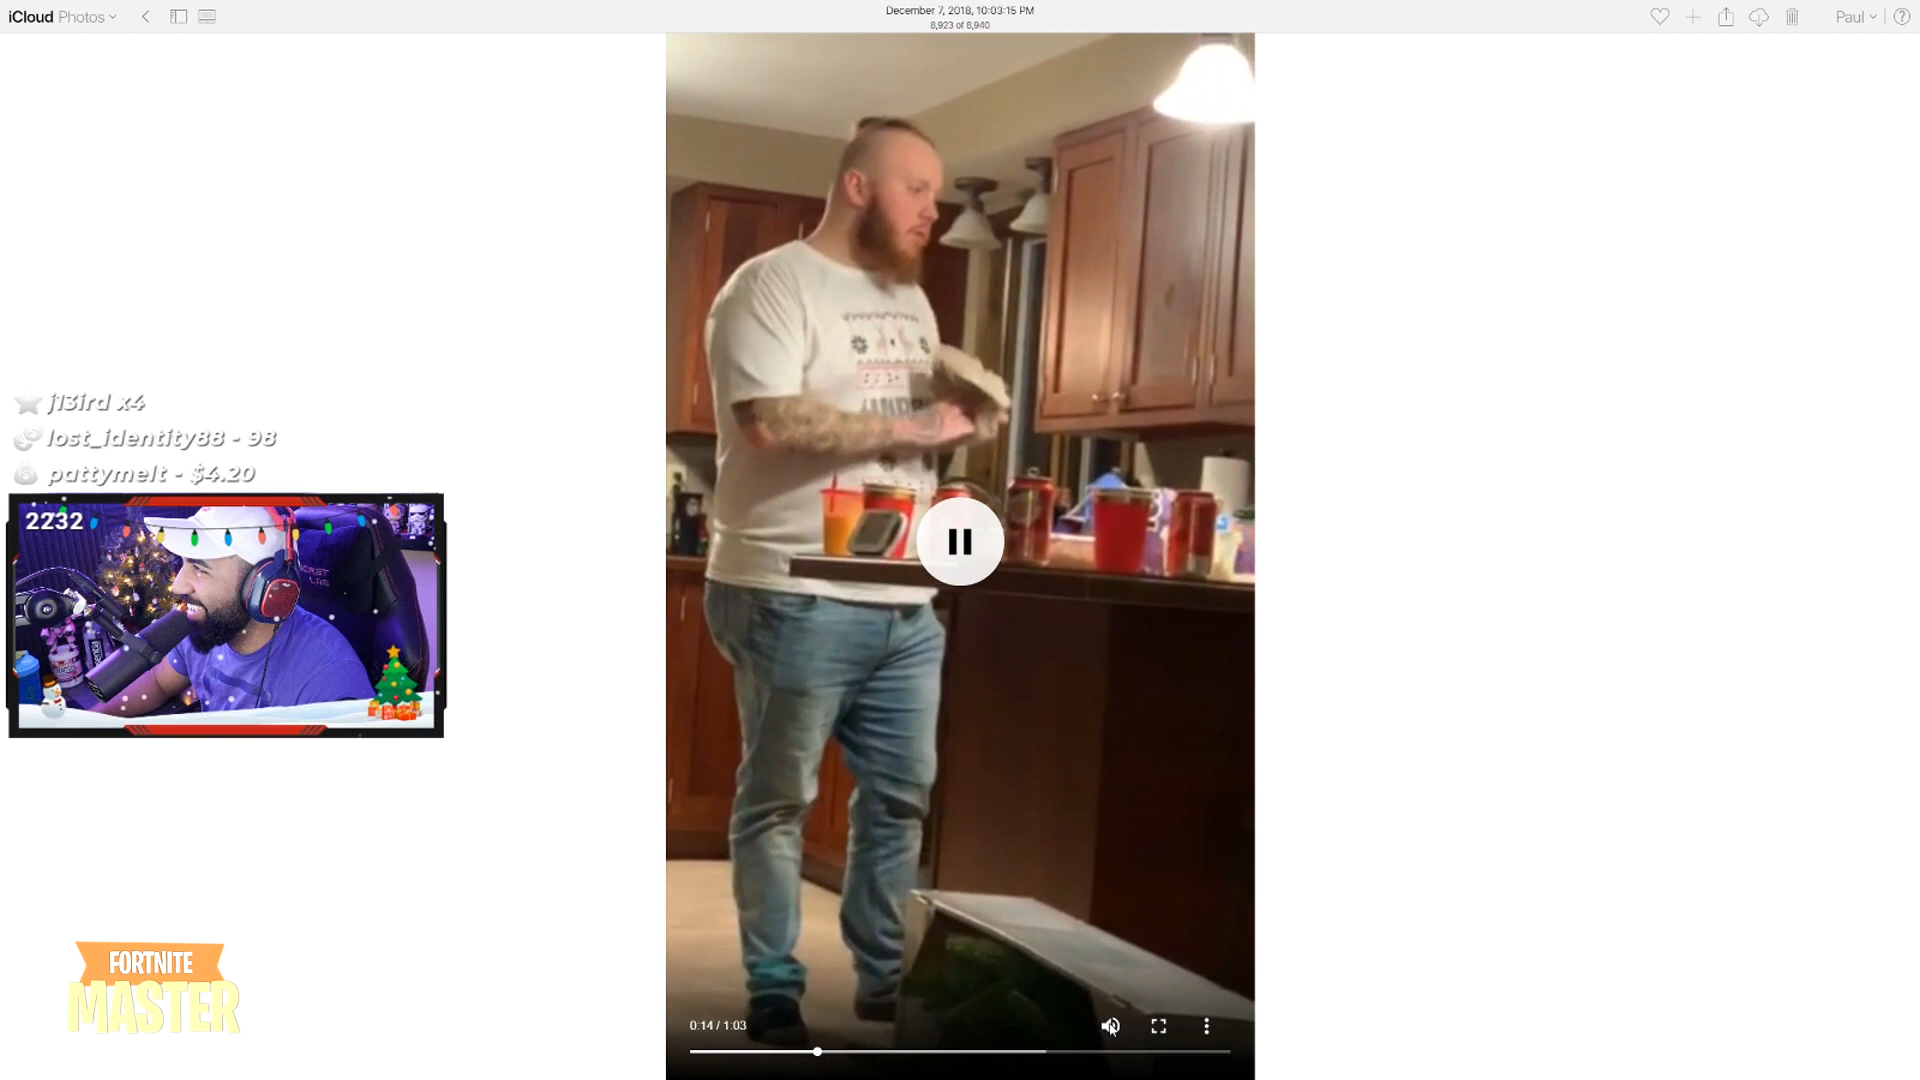 iCloud Photos
December 7, 2018, 10:03:15 PM
8,923 of 8,940
Paul
j13ird x4
lost_identity88 - 98
pattymelt - $4.20
2232
FORTNITE
MASTER
0:14 / 1:03